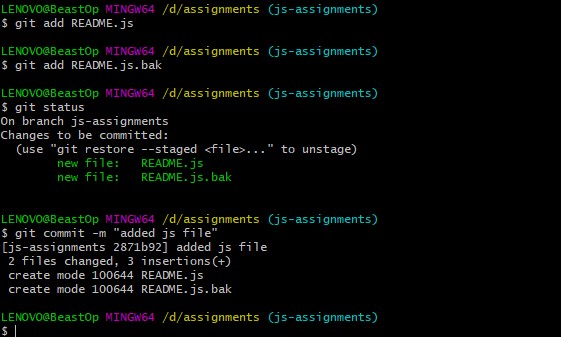 LENOVO@BeastOp MINGW64 /d/assignments (js-assignments)
$ git add README.js
LENOVO@BeastOp MINGW64 /d/assignments (js-assignments)
$ git add README.js.bak
LENOVO@BeastOp MINGW64 /d/assignments (js-assignments)
$ git status
On branch js-assignments
Changes to be committed:
  (use "git restore --staged <file>..." to unstage)
        new file:   README.js
        new file:   README.js.bak
LENOVO@BeastOp MINGW64 /d/assignments (js-assignments)
$ git commit -m "added js file"
[js-assignments 2871b92] added js file
 2 files changed, 3 insertions(+)
 create mode 100644 README.js
 create mode 100644 README.js.bak
LENOVO@BeastOp MINGW64 /d/assignments (js-assignments)
$